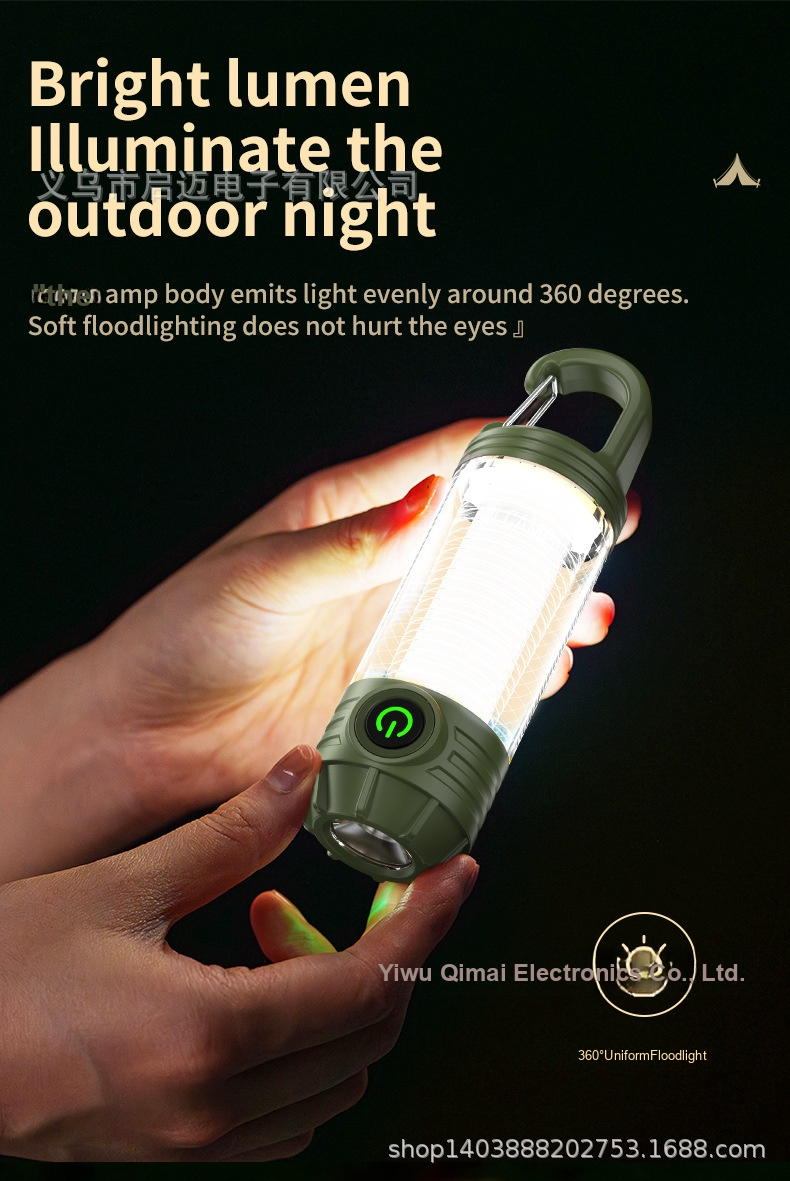 Bright lumen
Illuminate the
义乌市启迈电子有限公司
outdoor night
amp body emits light evenly around 360 degrees.
Soft floodlighting does not hurt the eyes』
Yiwu Qimai Electronics Co., Ltd.
360°UniformFloodlight
shop1403888202753.1688.com